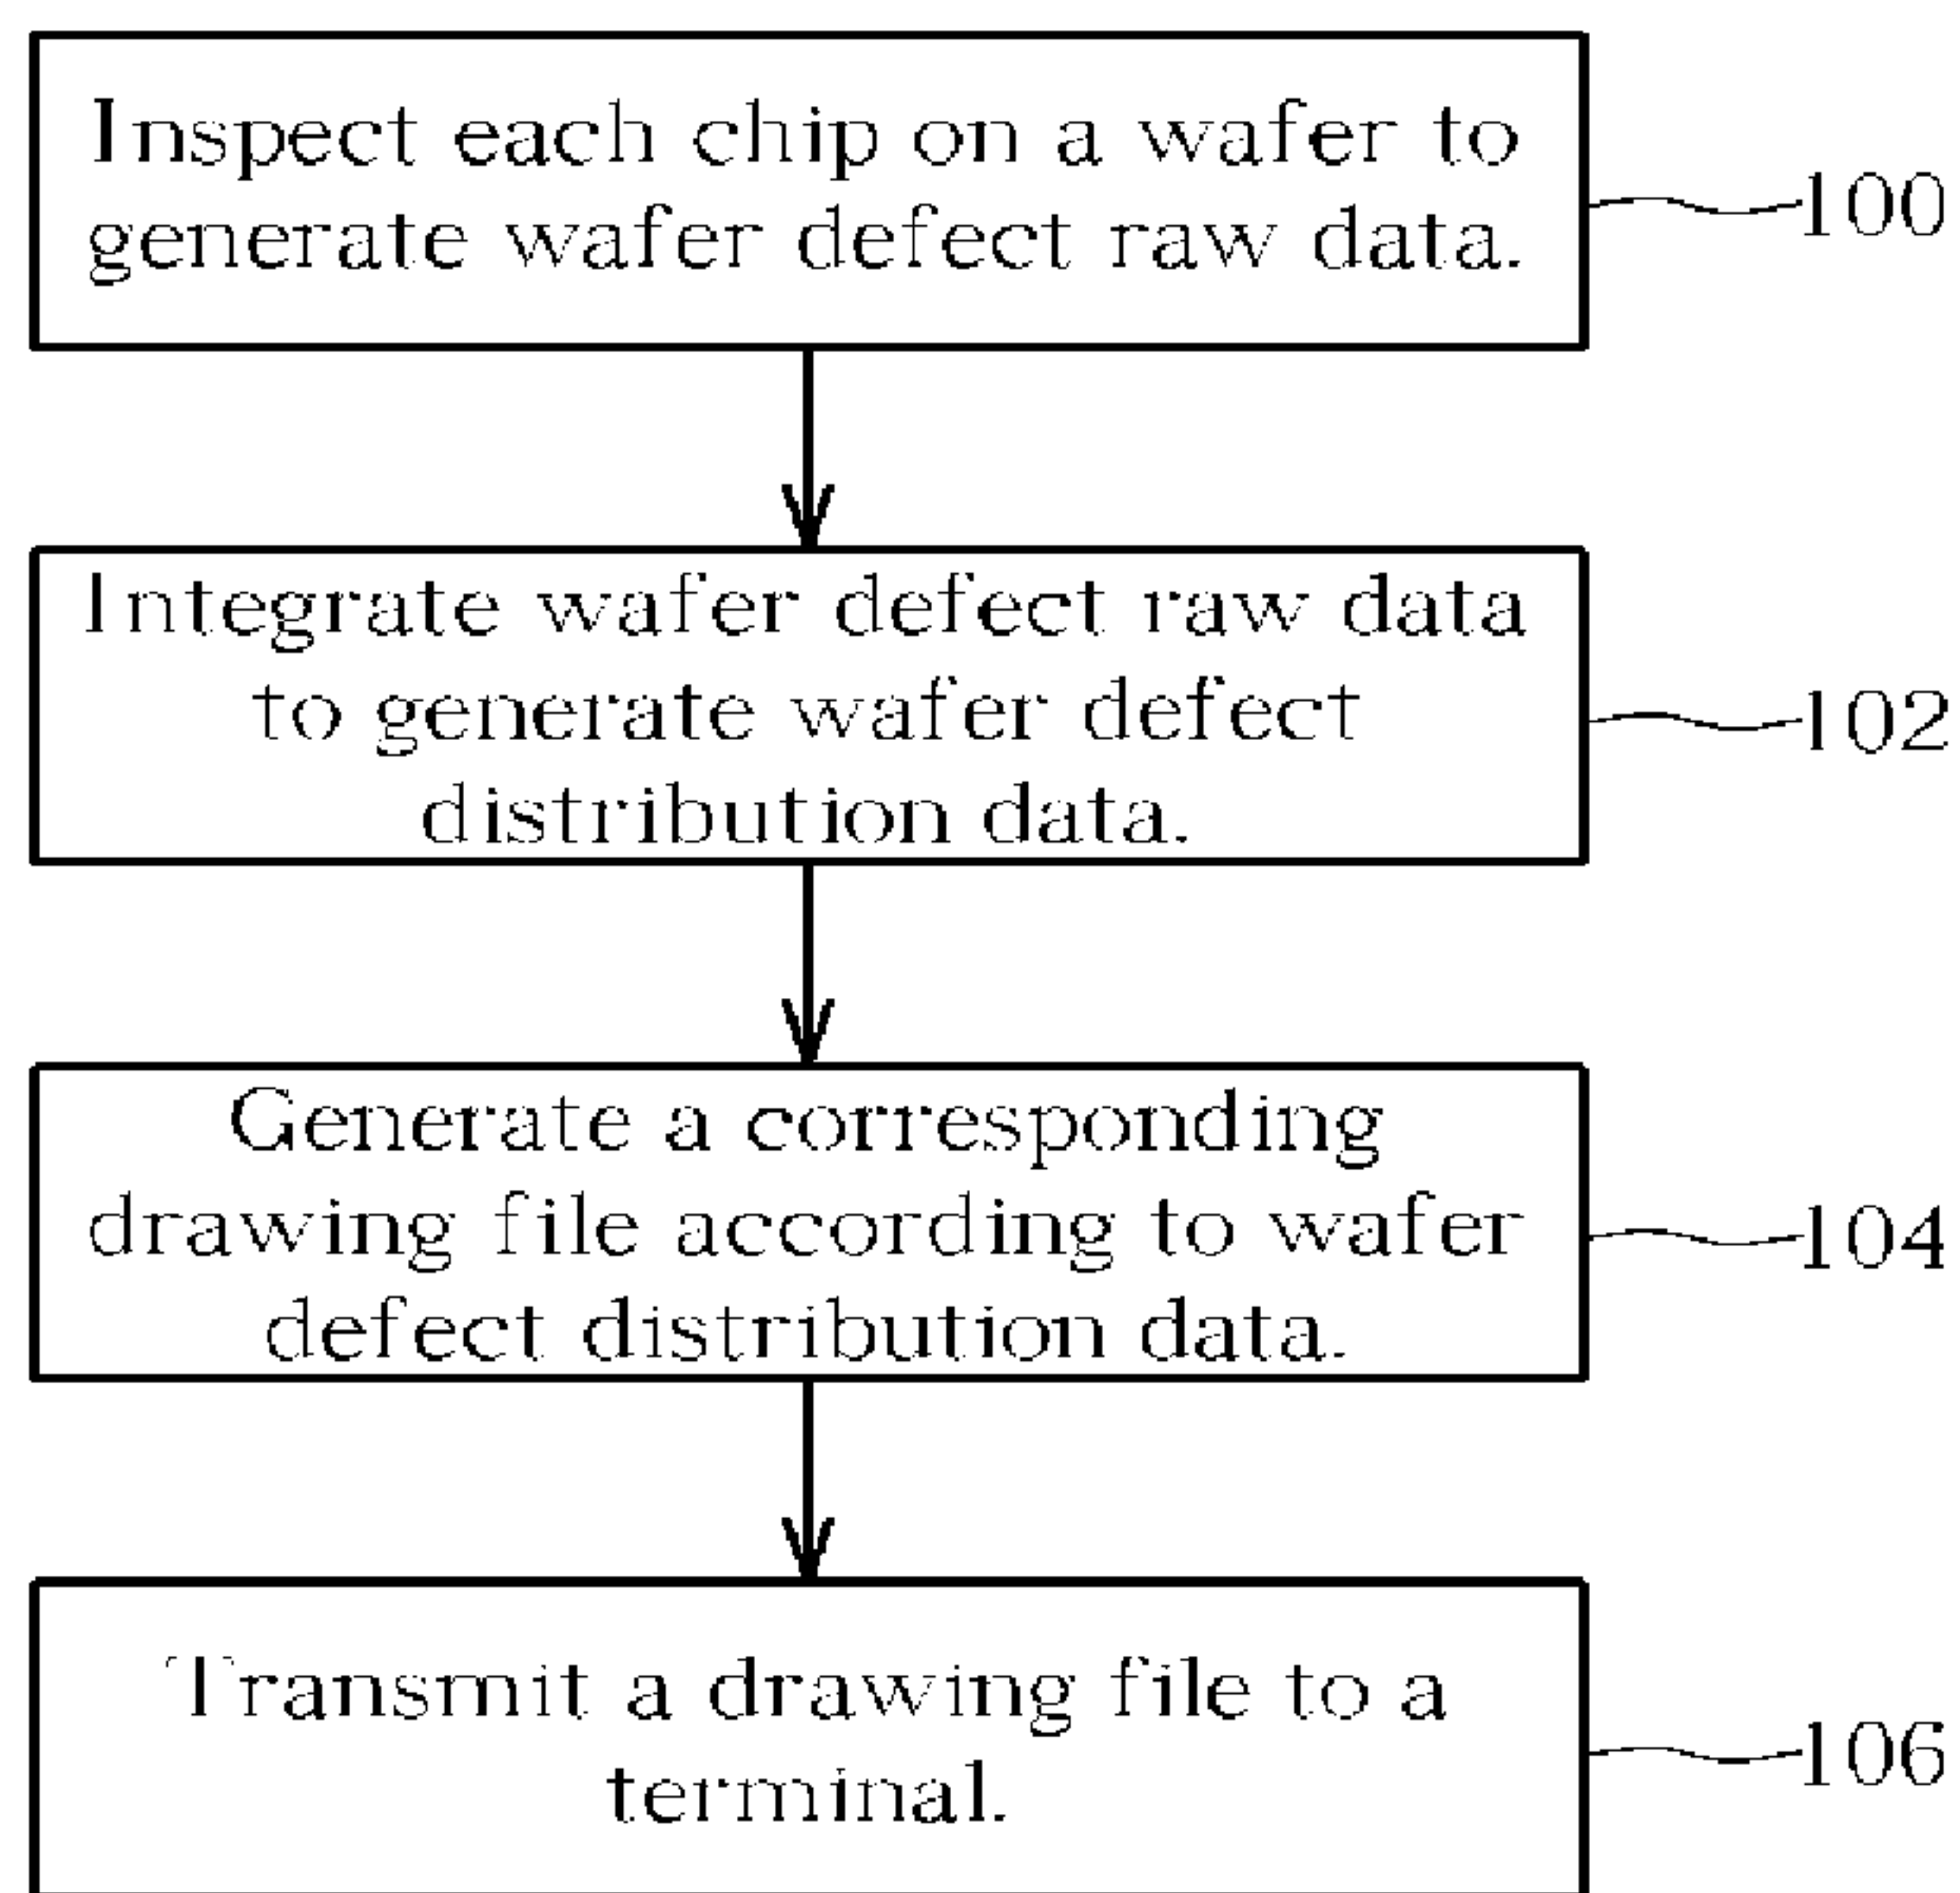 Inspect each chip on a wafer to
generate wafer defect raw data.
100
Integrate wafer defect raw data
to generate wafer defect
distribution data.
102
Generate a corresponding
drawing file according to wafer
defect distribution data.
104
Transmit a drawing file to a
terminal.
106